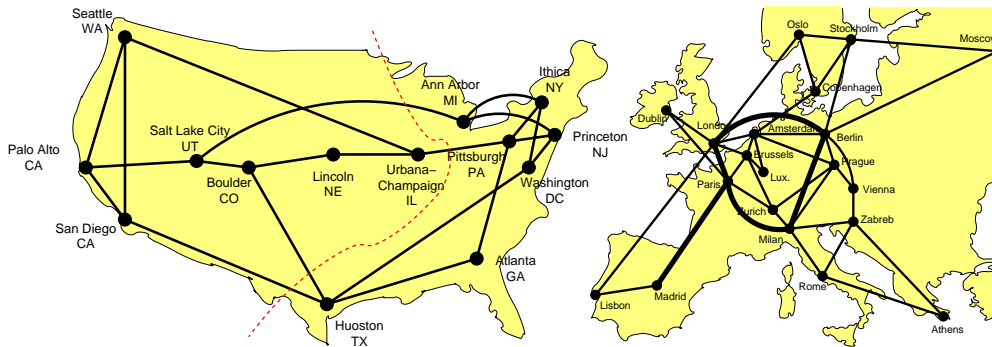 Seattle
WA
Palo Alto
CA
San Diego
CA
Salt Lake City
UT
Boulder
CO
Lincoln
NE
Urbana–
Champaign
IL
Ann Arbor
MI
Ithica
NY
Princeton
NJ
Pittsburgh
PA
Washington
DC
Atlanta
GA
Huoston
TX
Oslo
Stockholm
Moscow
Copenhagen
Dublin
London
Amsterdam
Berlin
Brussels
Prague
Lux.
Paris
Vienna
Zurich
Zabreb
Milan
Madrid
Rome
Lisbon
Athens